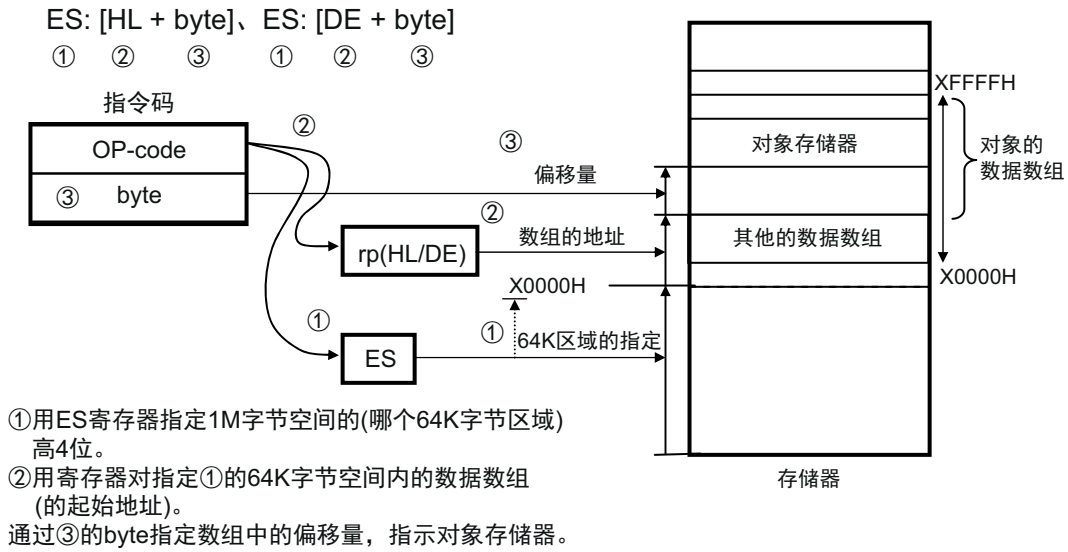 ES: [HL + byte]、ES: [DE + byte]
① ② ③ ① ② ③
指令码
OP-code
③ byte
②
③
偏移量
②
数组的地址
rp(HL/DE)
X0000H
①
①
64K区域的指定
ES
XFFFFH
对象存储器
对象的
数据数组
其他的数据数组
X0000H
存储器
①用ES寄存器指定1M字节空间的(哪个64K字节区域)
高4位。
②用寄存器对指定①的64K字节空间内的数据数组
(的起始地址)。
通过③的byte指定数组中的偏移量，指示对象存储器。